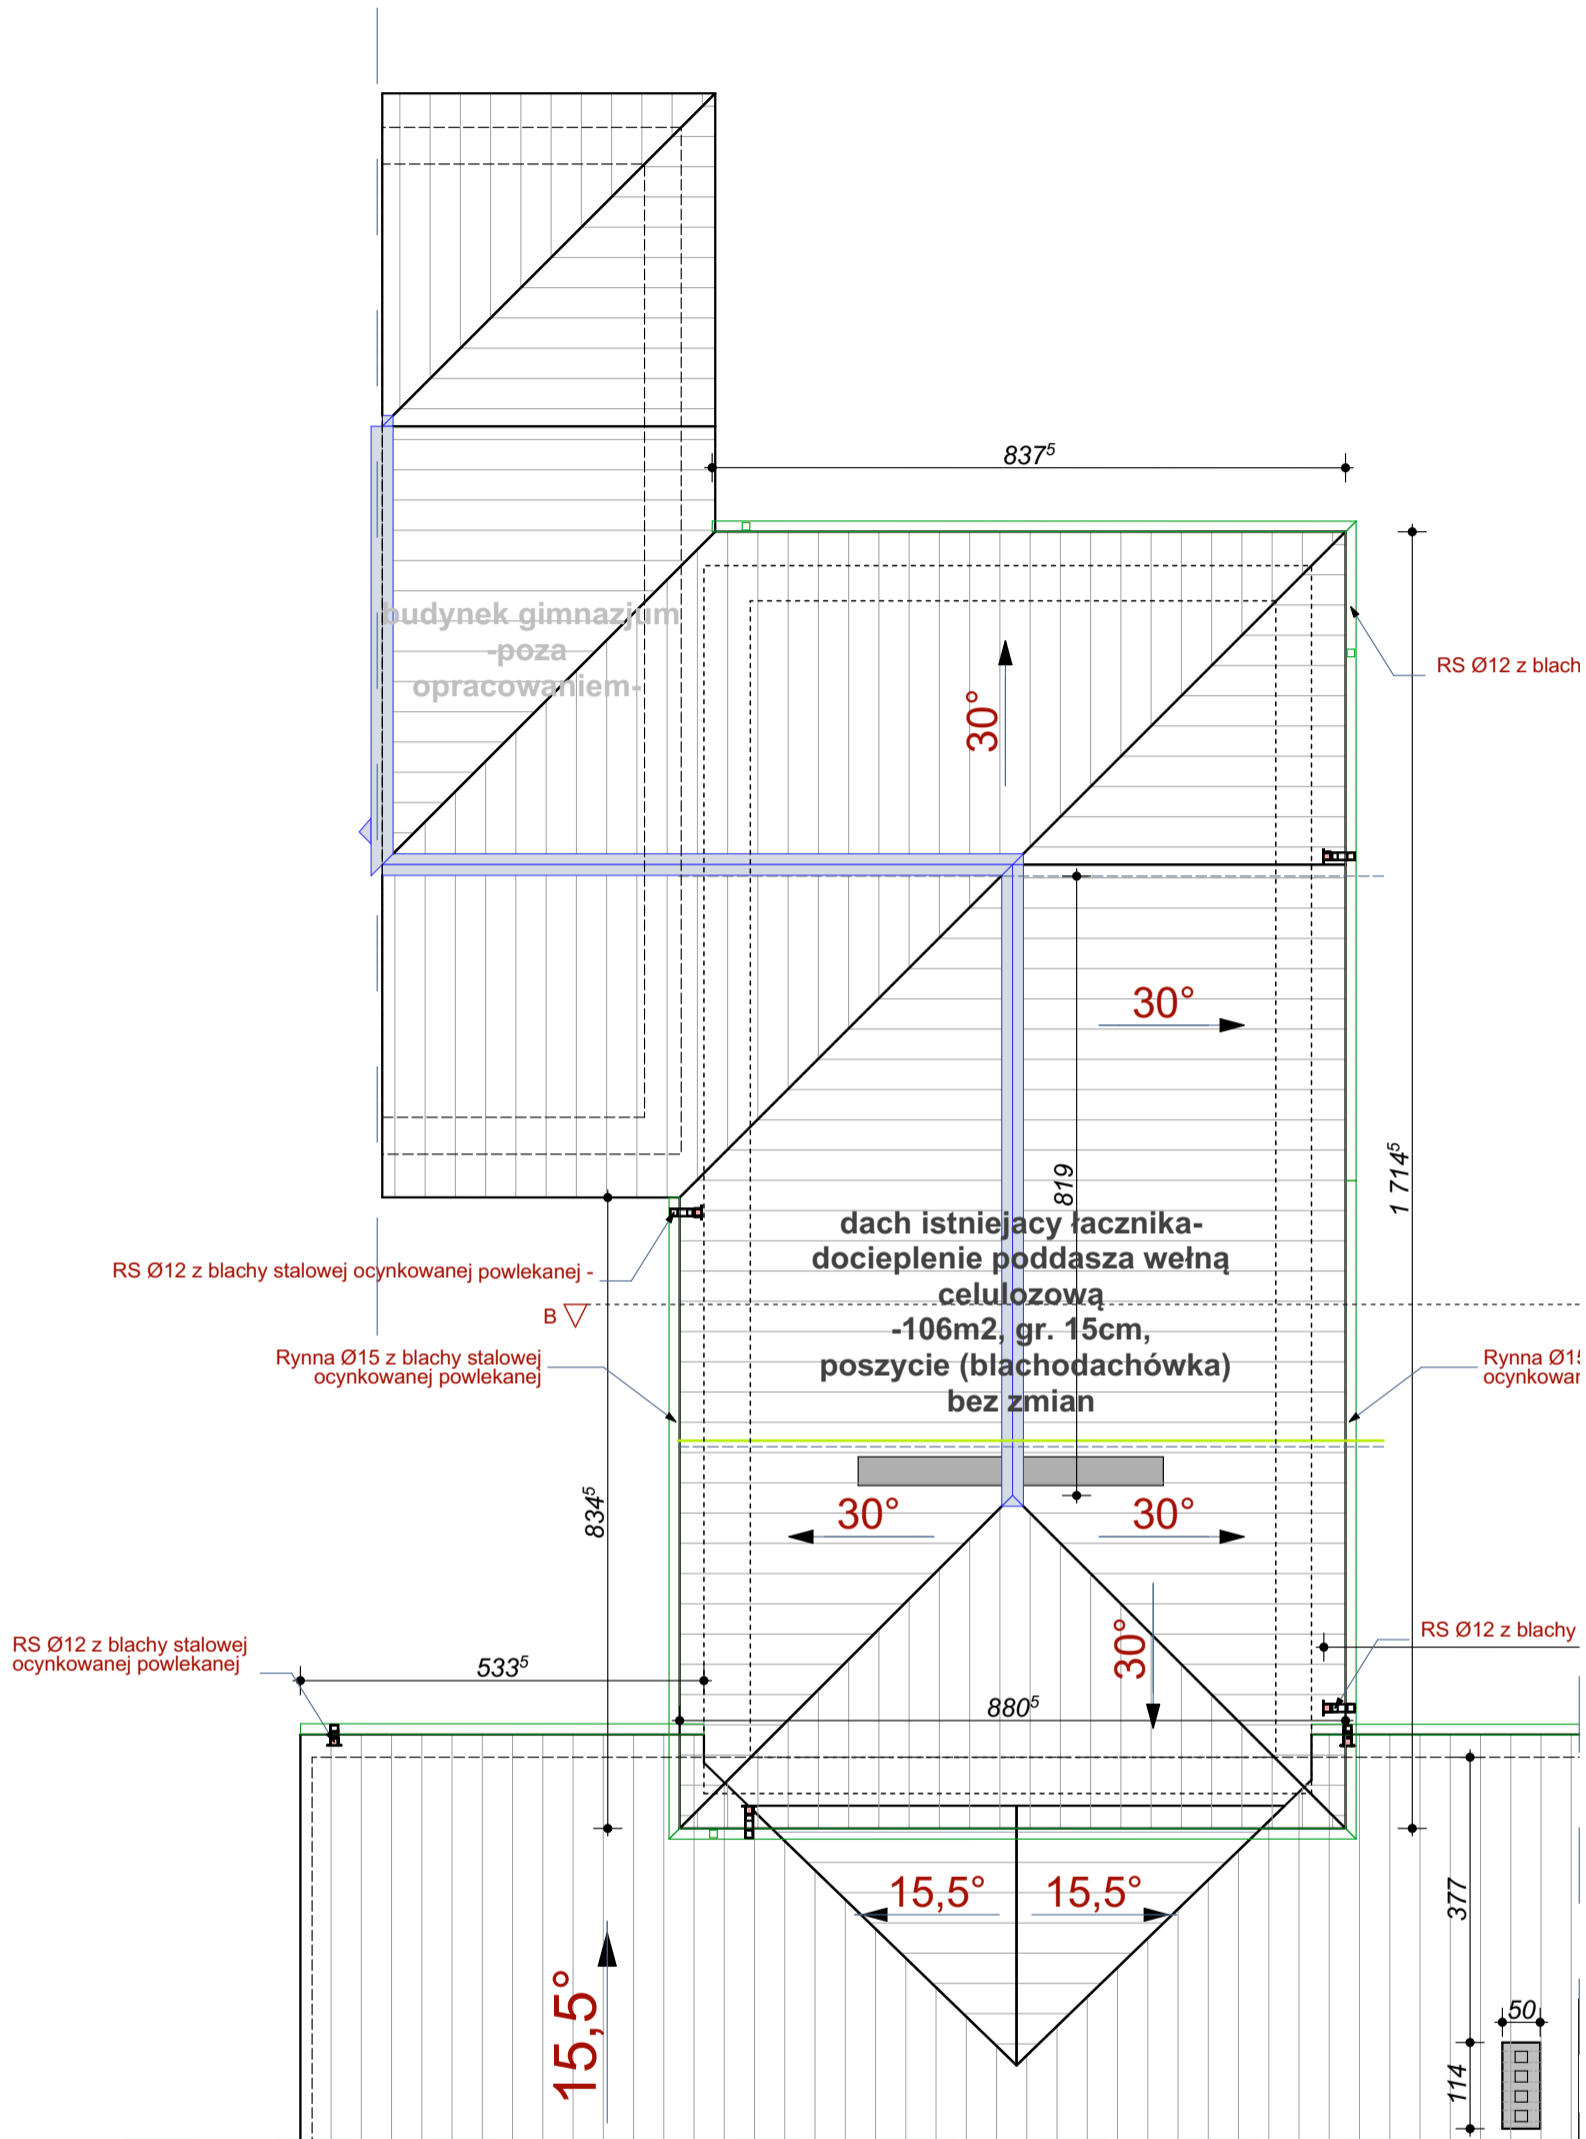 837⁵
budynek gimnazjum
-poza
opracowaniem-
30°
RS Ø12 z blach
30°
819
1 714⁵
dach istniejacy łacznika-
docieplenie poddasza wełną
celulozową
-106m2, gr. 15cm,
poszycie (blachodachówka)
bez zmian
RS Ø12 z blachy stalowej ocynkowanej powlekanej -
B
Rynna Ø15 z blachy stalowej
ocynkowanej powlekanej
Rynna Ø15
ocynkowan
834⁵
30°
30°
30°
RS Ø12 z blachy stalowej
ocynkowanej powlekanej
533⁵
RS Ø12 z blachy
880⁵
15,5°
15,5°
15,5°
377
50
114